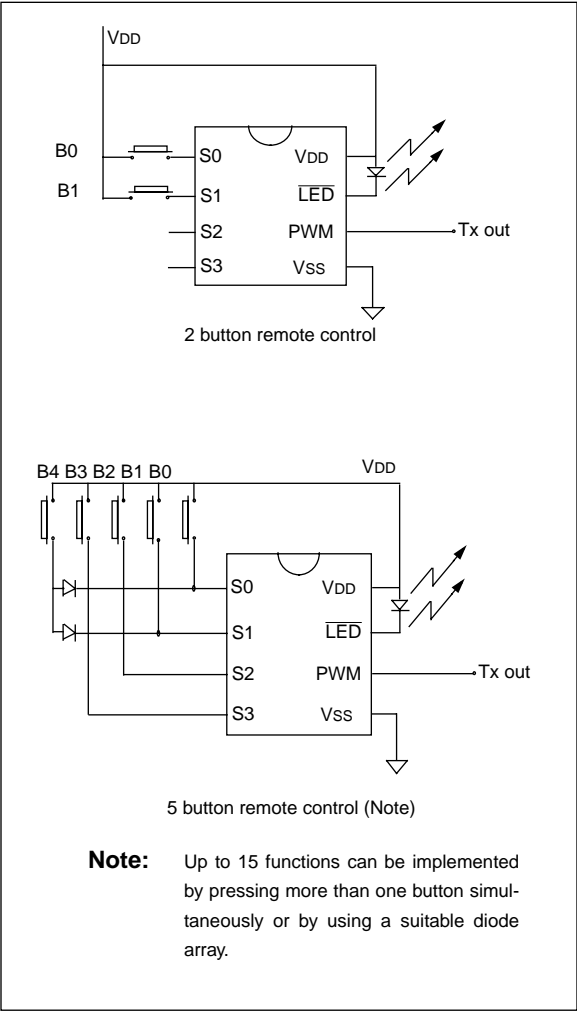 VDD
B0
S0 VDD
B1
S1 LED
S2 PWM Tx out
S3 VSS
2 button remote control
B4 B3 B2 B1 B0 VDD
S0 VDD
S1 LED
S2 PWM Tx out
S3 VSS
5 button remote control (Note)
Note: Up to 15 functions can be implemented
by pressing more than one button simul-
taneously or by using a suitable diode
array.